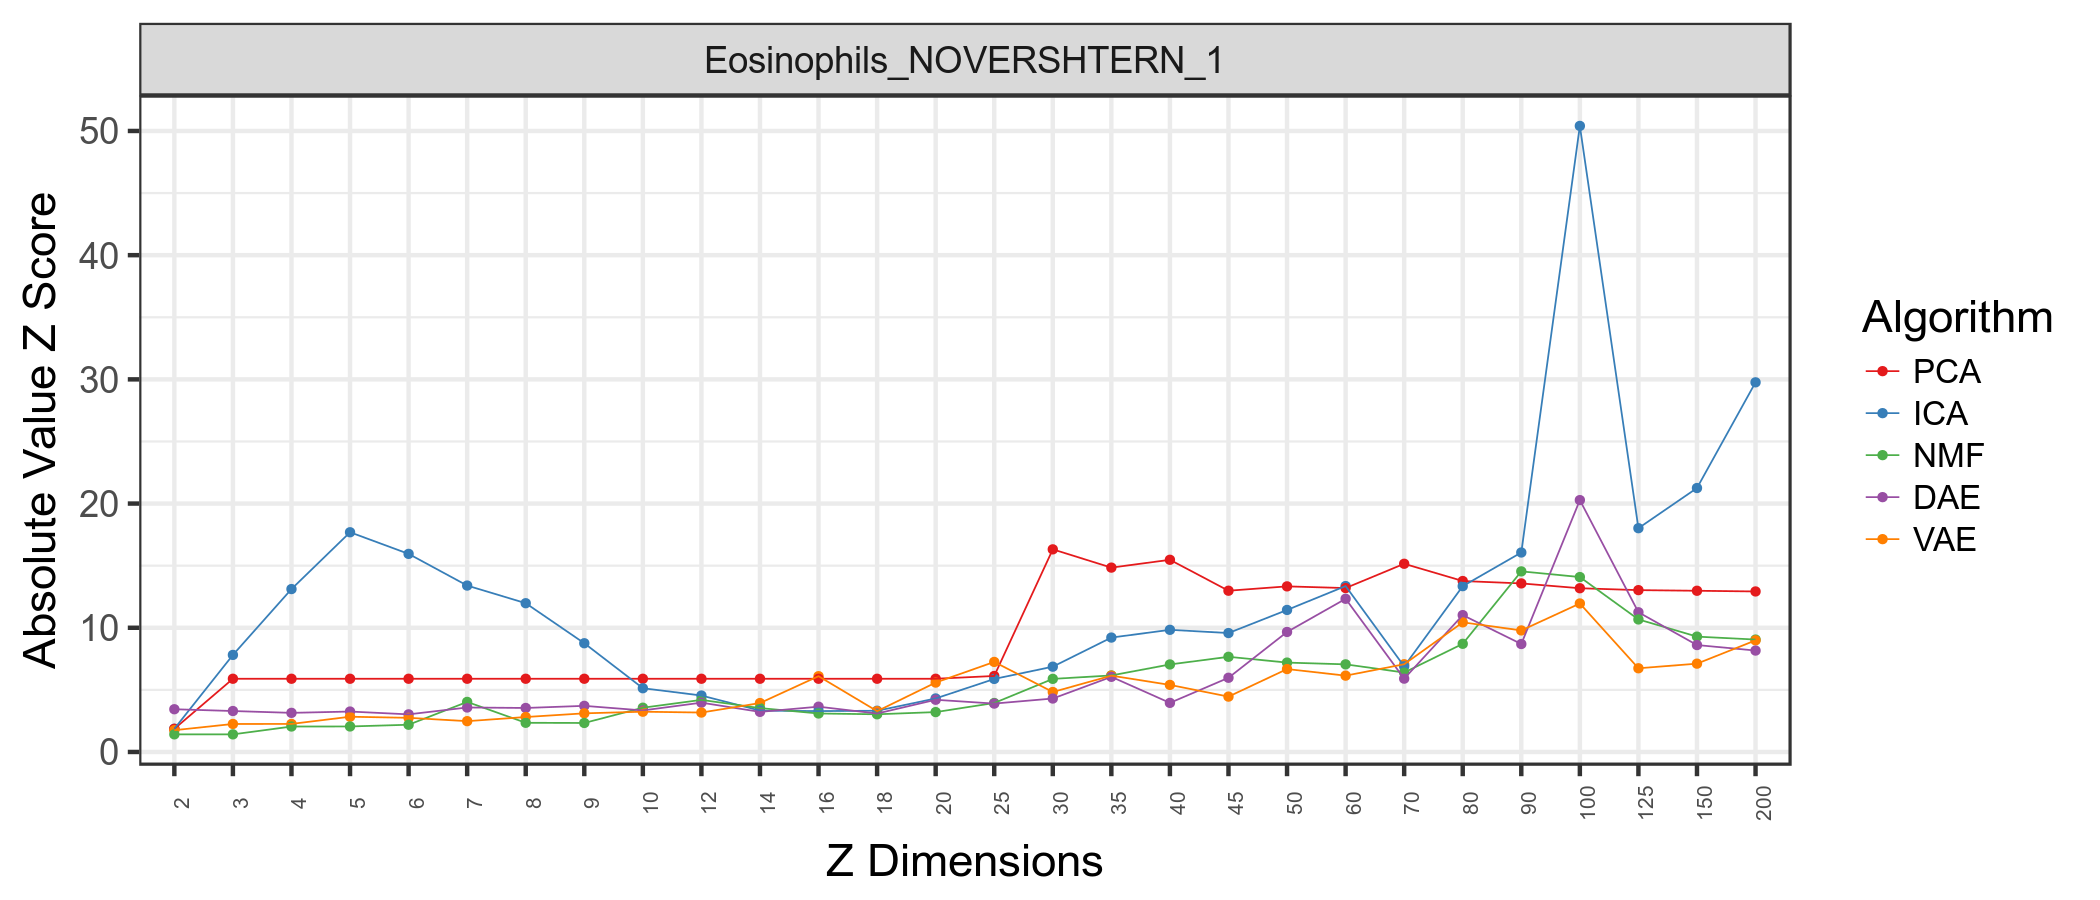 Eosinophils_NOVERSHTERN_1
Absolute Value Z Score
50
40
30
20
10
0
2 3 4 5 6 7 8 9 10 12 14 16 18 20 25 30 35 40 45 50 60 70 80 90 100 125 150 200
Z Dimensions
Algorithm
PCA
ICA
NMF
DAE
VAE